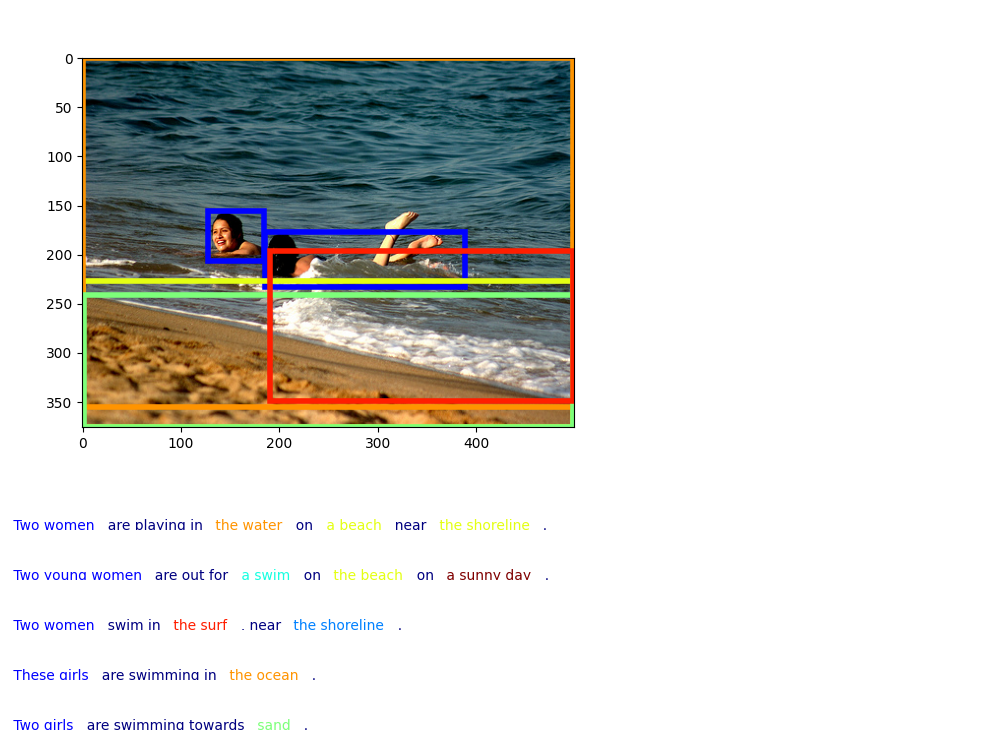 0
50
100
150
200
250
300
350
0 100 200 300 400
Two women are playing in the water on a beach near the shoreline .
Two young women are out for a swim on the beach on a sunny day .
Two women swim in the surf . near the shoreline .
These girls are swimming in the ocean .
Two girls are swimming towards sand .